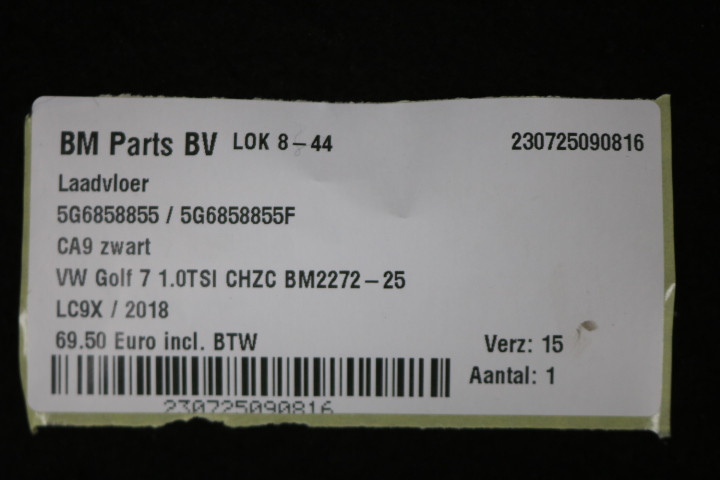 BM Parts BV LOK 8-44 230725090816
Laadvloer
5G6858855 / 5G6858855F
CA9 zwart
VW Golf 7 1.0TSI CHZC BM2272-25
LC9X / 2018
69.50 Euro incl. BTW Verz: 15
Aantal: 1
230725090816